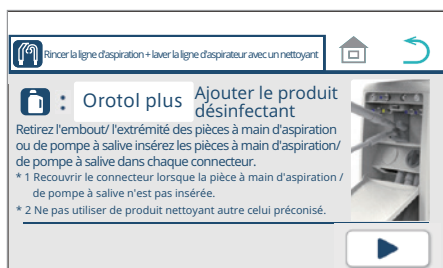 Rincer la ligne d'aspiration + laver la ligne d'aspirateur avec un nettoyant
: Orotol plus Ajouter le produit
désinfectant
Retirez l'embout/ l'extrémité des pièces à main d'aspiration
ou de pompe à salive insérez les pièces à main d'aspiration/
de pompe à salive dans chaque connecteur.
* 1 Recouvrir le connecteur lorsque la pièce à main d'aspiration /
de pompe à salive n'est pas insérée.
* 2 Ne pas utiliser de produit nettoyant autre celui préconisé.